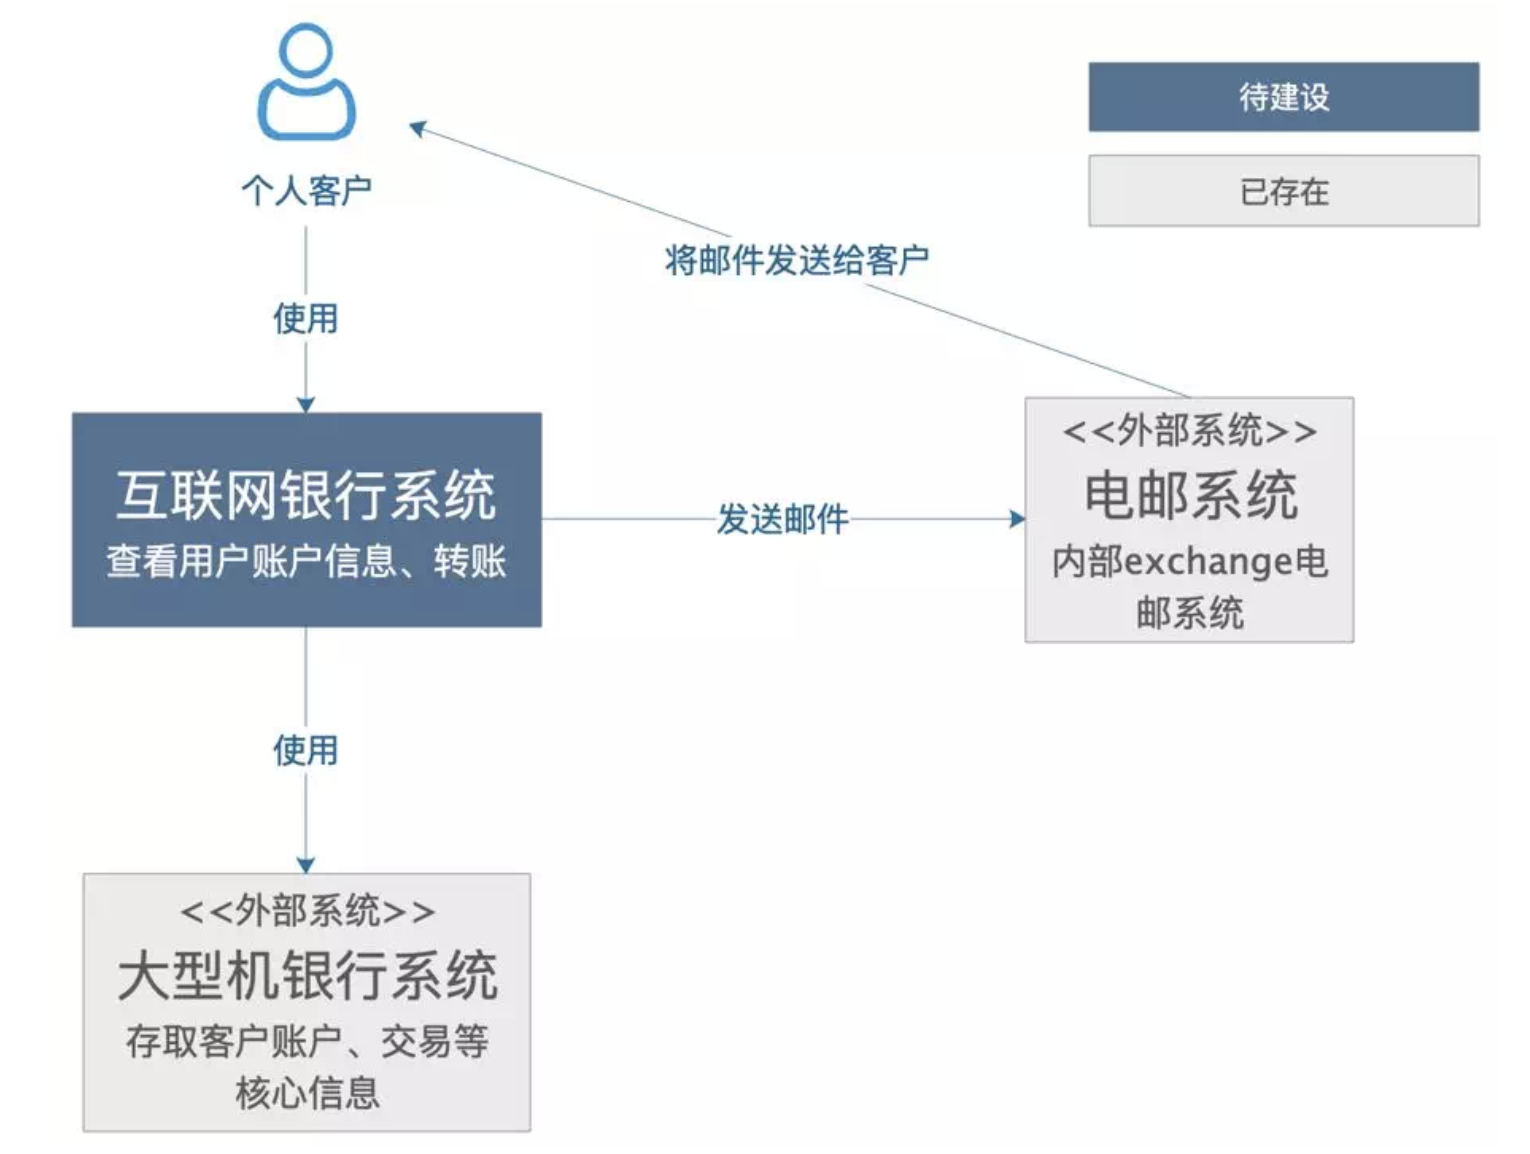 待建设
已存在
个人客户
将邮件发送给客户
使用
<<外部系统>>
电邮系统
内部exchange电
邮系统
互联网银行系统
查看用户账户信息、转账
发送邮件
使用
<<外部系统>>
大型机银行系统
存取客户账户、交易等
核心信息